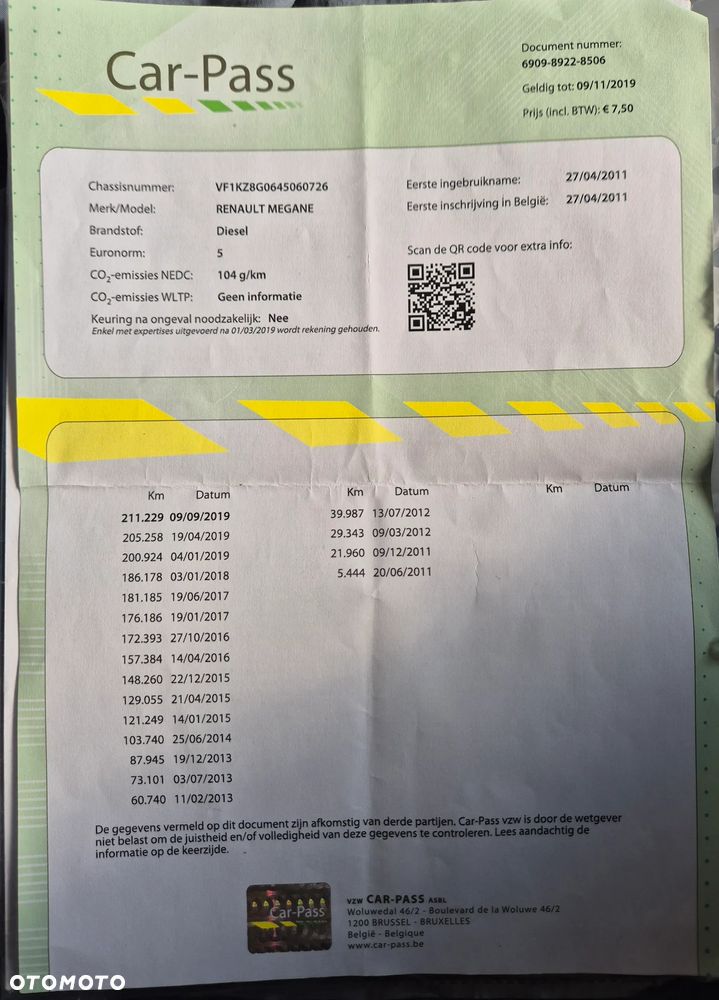 Car-Pass
Document nummer:
6909-8922-8506
Geldig tot: 09/11/2019
Prijs (incl. BTW): € 7,50
Chassisnummer: VF1KZ8G0645060726
Merk/Model: RENAULT MEGANE
Brandstof: Diesel
Euronorm: 5
CO2-emissies NEDC: 104 g/km
CO2-emissies WLTP: Geen informatie
Keuring na ongeval noodzakelijk: Nee
Enkel met expertises uitgevoerd na 01/03/2019 wordt rekening gehouden.
Eerste ingebruikname: 27/04/2011
Eerste inschrijving in België: 27/04/2011
Scan de QR code voor extra info:
Km Datum
211.229 09/09/2019
205.258 19/04/2019
200.924 04/01/2019
186.178 03/01/2018
181.185 19/06/2017
176.186 19/01/2017
172.393 27/10/2016
157.384 14/04/2016
148.260 22/12/2015
129.055 21/04/2015
121.249 14/01/2015
103.740 25/06/2014
87.945 19/12/2013
73.101 03/07/2013
60.740 11/02/2013
Km Datum
39.987 13/07/2012
29.343 09/03/2012
21.960 09/12/2011
5.444 20/06/2011
Km Datum
De gegevens vermeld op dit document zijn afkomstig van derde partijen. Car-Pass vzw is door de wetgever
niet belast om de juistheid en/of volledigheid van deze gegevens te controleren. Lees aandachtig de
informatie op de keerzijde.
Car-Pass
VZW CAR-PASS ASBL
Woluwedal 46/2 - Boulevard de la Woluwe 46/2
1200 BRUSSEL - BRUXELLES
België - Belgique
www.car-pass.be
OTOMOTO